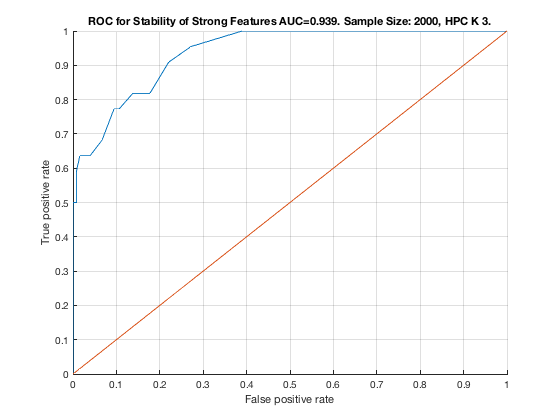 ROC for Stability of Strong Features AUC=0.939. Sample Size: 2000, HPC K 3.
1
0.9
0.8
0.7
0.6
0.5
0.4
0.3
0.2
0.1
0
True positive rate
0 0.1 0.2 0.3 0.4 0.5 0.6 0.7 0.8 0.9 1
False positive rate